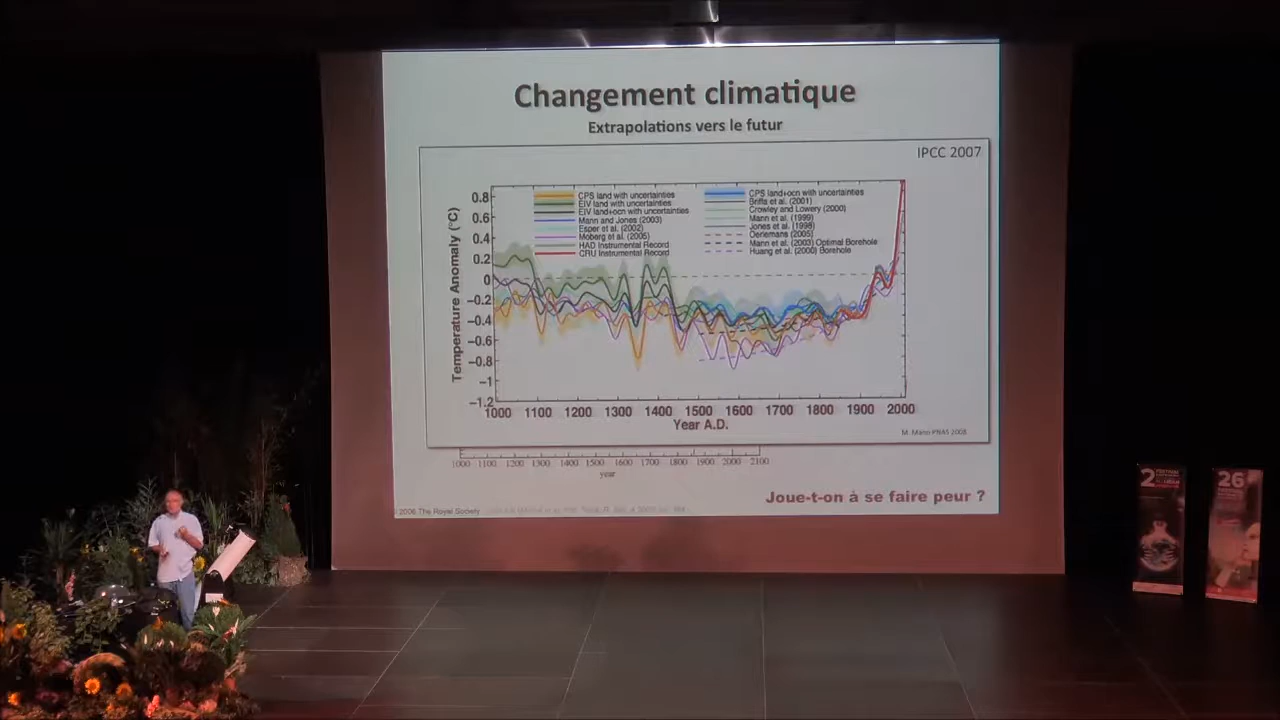 Changement climatique
Extrapolations vers le futur
IPCC 2007
CPS land with uncertainties
EIV land with uncertainties
EIV land+ocn with uncertainties
Mann and Jones (2003)
Esper et al. (2002)
Moberg et al. (2005)
HAD Instrumental Record
CRU Instrumental Record
CPS land+ocn with uncertainties
Briffa et al. (2001)
Crowley and Lowery (2000)
Mann et al. (1999)
Jones et al. (1998)
Oerlemans (2005)
Mann et al. (2003) Optimal Borehole
Huang et al. (2000) Borehole
Temperature Anomaly (°C)
0.8
0.6
0.4
0.2
0
−0.2
−0.4
−0.6
−0.8
−1
−1.2
1000 1100 1200 1300 1400 1500 1600 1700 1800 1900 2000
Year A.D.
M. Mann PNAS 2008
1000 1100 1200 1300 1400 1500 1600 1700 1800 1900 2000 2100
year
Joue-t-on à se faire peur ?
2006 The Royal Society
2
FESTIVAL
26